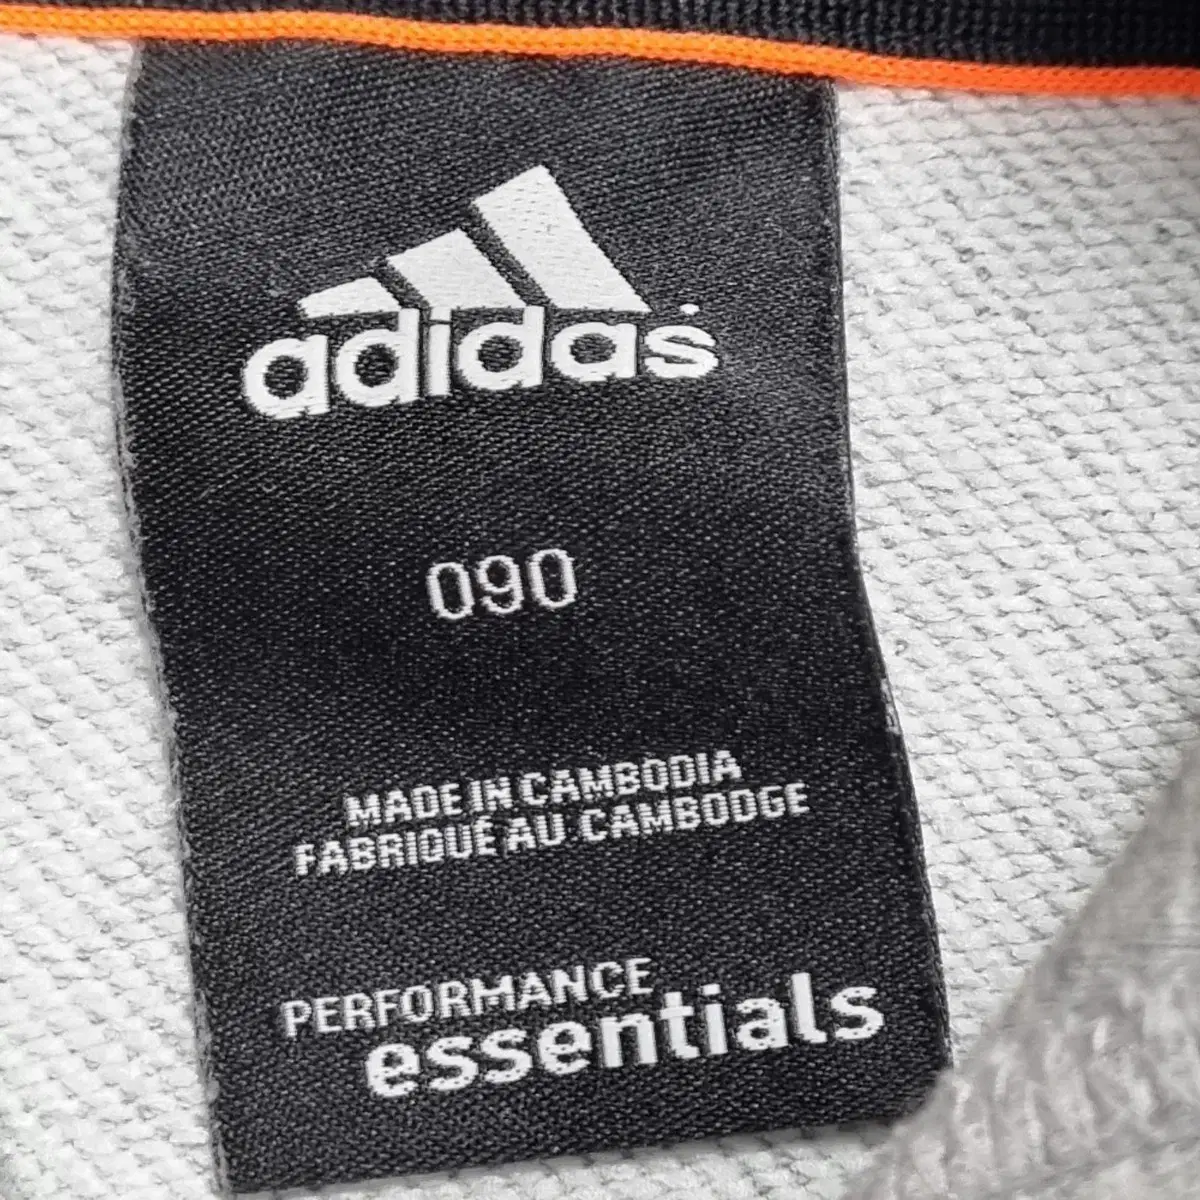 adidas
090
MADE IN CAMBODIA
FABRIQUÉ AU CAMBODGE
PERFORMANCE
essentials